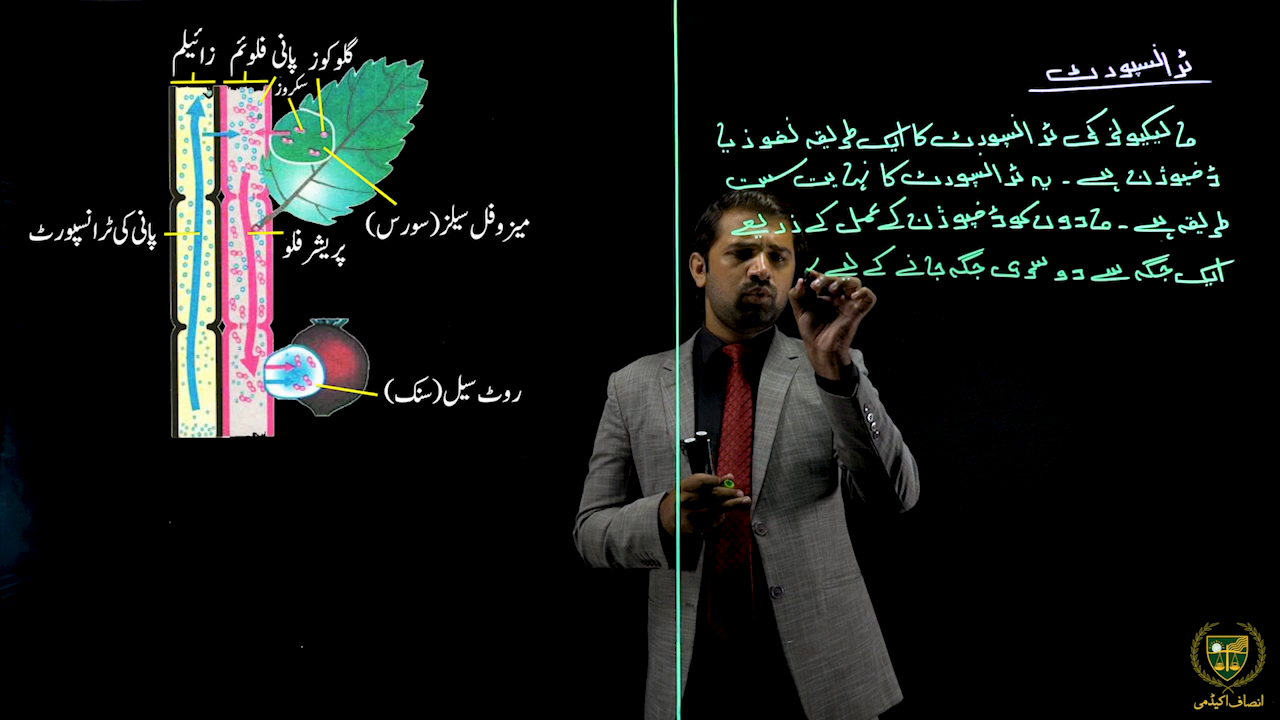 ٹرانسپورٹ
مالیکیولز کی ٹرانسپورٹ کا ایک طریقہ نفوذ یا
ڈفیوژن ہے۔ یہ ٹرانسپورٹ کا نہایت سست
طریقہ ہے۔ مادوں کو ڈفیوژن کے عمل کے ذریعے
ایک جگہ سے دوسری جگہ جانے کے لیے
زائیلم
فلوئم
پانی
گلوکوز
سکروز
میزوفل سیلز (سورس)
پانی کی ٹرانسپورٹ
پریشر فلو
روٹ سیل (سنک)
انصاف اکیڈمی